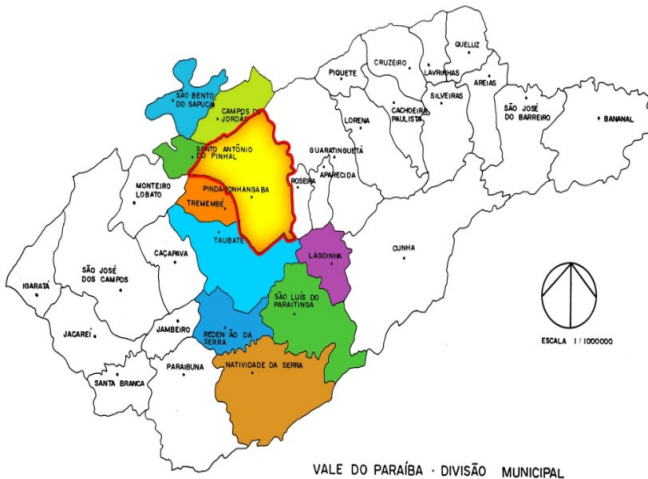 QUELUZ
CRUZEIRO
LAVRINHAS
PIQUETE
AREIAS
SÃO BENTO
DO SAPUCAÍ
SILVEIRAS
CACHOEIRA
PAULISTA
SÃO JOSÉ
DO BARREIRO
CAMPOS DO
JORDÃO
BANANAL
LORENA
SANTO ANTÔNIO
DO PINHAL
GUARATINGUETÁ
APARECIDA
MONTEIRO
LOBATO
ROSEIRA
PINDAMONHANGABA
TREMEMBÉ
TAUBATÉ
CAÇAPAVA
LAGOINHA
CUNHA
SÃO JOSÉ
DOS CAMPOS
IGARATÁ
SÃO LUÍS DO
PARAITINGA
JAMBEIRO
JACAREÍ
REDENÇÃO DA
SERRA
ESCALA 1:1000000
PARAIBUNA
NATIVIDADE DA SERRA
SANTA BRANCA
VALE DO PARAÍBA · DIVISÃO MUNICIPAL